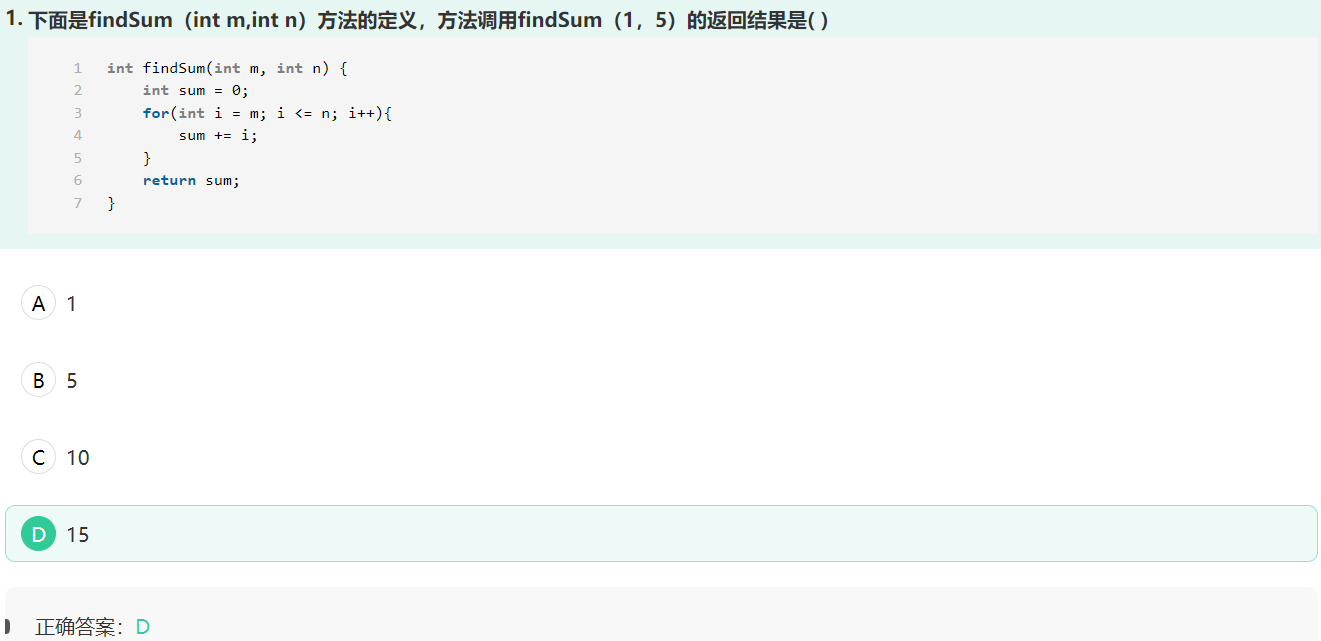 1. 下面是findSum（int m,int n）方法的定义，方法调用findSum（1，5）的返回结果是( )
1 int findSum(int m, int n) {
2 int sum = 0;
3 for(int i = m; i <= n; i++){
4 sum += i;
5 }
6 return sum;
7 }
A 1
B 5
C 10
D 15
正确答案：D